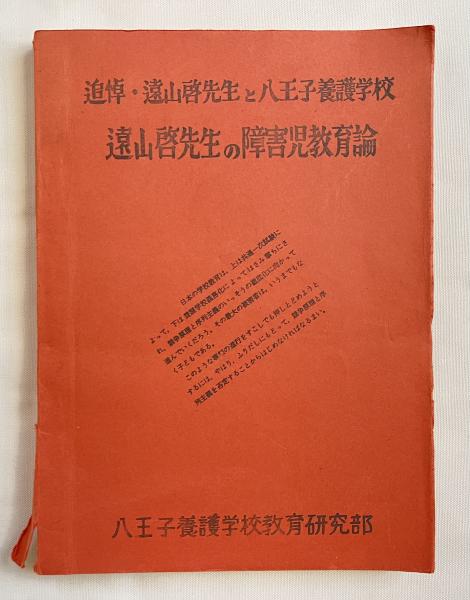 追悼・遠山啓先生と八王子養護学校
遠山啓先生の障害児教育論
日本の学校教育は、上は共通一次試験に
よって、下は養護学校義務化によってはさみ撃ちにさ
れ、競争原理と序列主義のいっそうの徹底化に向かって
進んでいくだろう。その最大の被害者は、いうまでもな
く子どもである。
このような専門の進行をすこしでも押しとどめようと
するには、やはり、ふりだしにもどって、競争原理と序
列主義を否定することからはじめなければなるまい。
八王子養護学校教育研究部